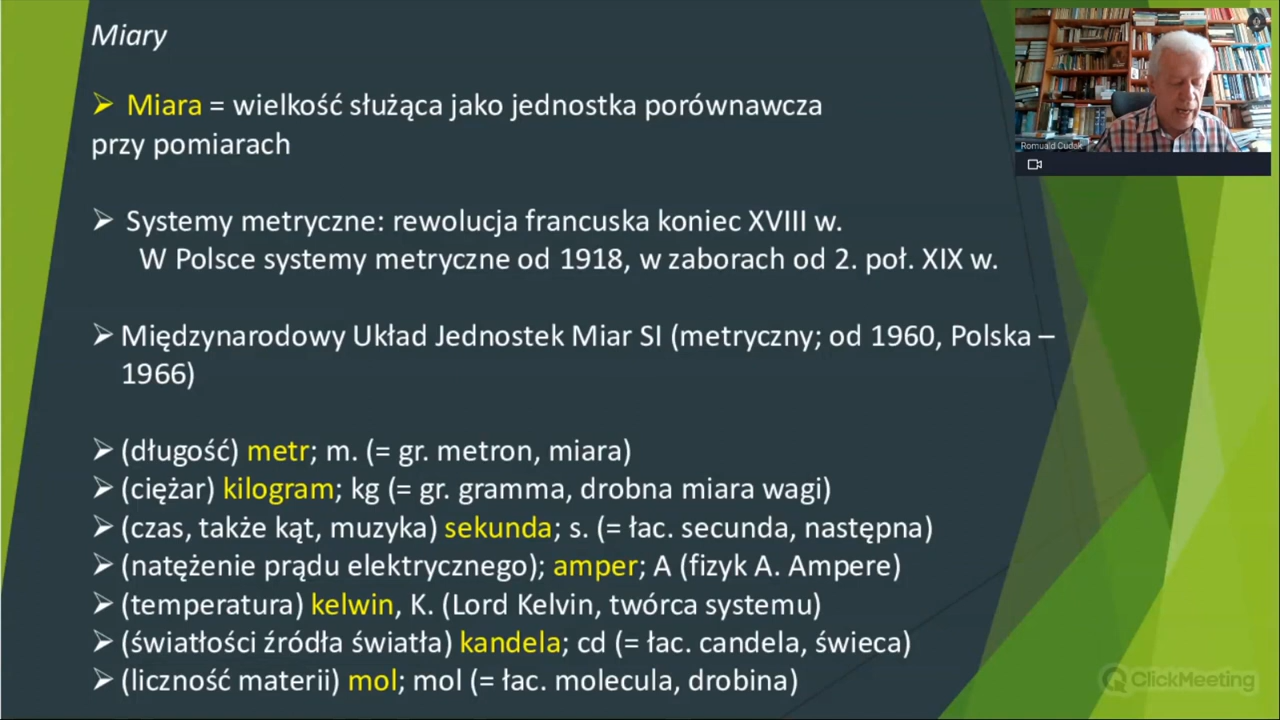 Miary
Miara = wielkość służąca jako jednostka porównawcza
przy pomiarach
Systemy metryczne: rewolucja francuska koniec XVIII w.
W Polsce systemy metryczne od 1918, w zaborach od 2. poł. XIX w.
Międzynarodowy Układ Jednostek Miar SI (metryczny; od 1960, Polska –
1966)
(długość) metr; m. (= gr. metron, miara)
(ciężar) kilogram; kg (= gr. gramma, drobna miara wagi)
(czas, także kąt, muzyka) sekunda; s. (= łac. secunda, następna)
(natężenie prądu elektrycznego); amper; A (fizyk A. Ampere)
(temperatura) kelwin, K. (Lord Kelvin, twórca systemu)
(światłości źródła światła) kandela; cd (= łac. candela, świeca)
(liczność materii) mol; mol (= łac. molecula, drobina)
Romuald Cudak
ClickMeeting